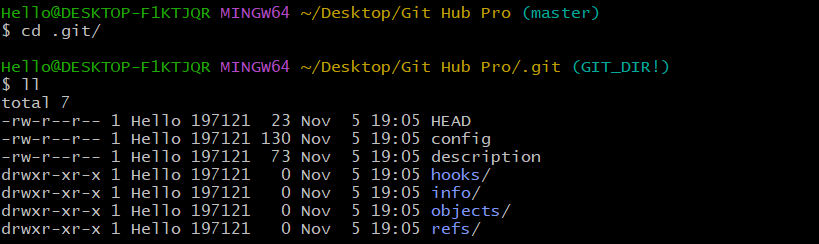 Hello@DESKTOP-F1KTJQR MINGW64 ~/Desktop/Git Hub Pro (master)
$ cd .git/
Hello@DESKTOP-F1KTJQR MINGW64 ~/Desktop/Git Hub Pro/.git (GIT_DIR!)
$ ll
total 7
-rw-r--r-- 1 Hello 197121  23 Nov  5 19:05 HEAD
-rw-r--r-- 1 Hello 197121 130 Nov  5 19:05 config
-rw-r--r-- 1 Hello 197121  73 Nov  5 19:05 description
drwxr-xr-x 1 Hello 197121   0 Nov  5 19:05 hooks/
drwxr-xr-x 1 Hello 197121   0 Nov  5 19:05 info/
drwxr-xr-x 1 Hello 197121   0 Nov  5 19:05 objects/
drwxr-xr-x 1 Hello 197121   0 Nov  5 19:05 refs/